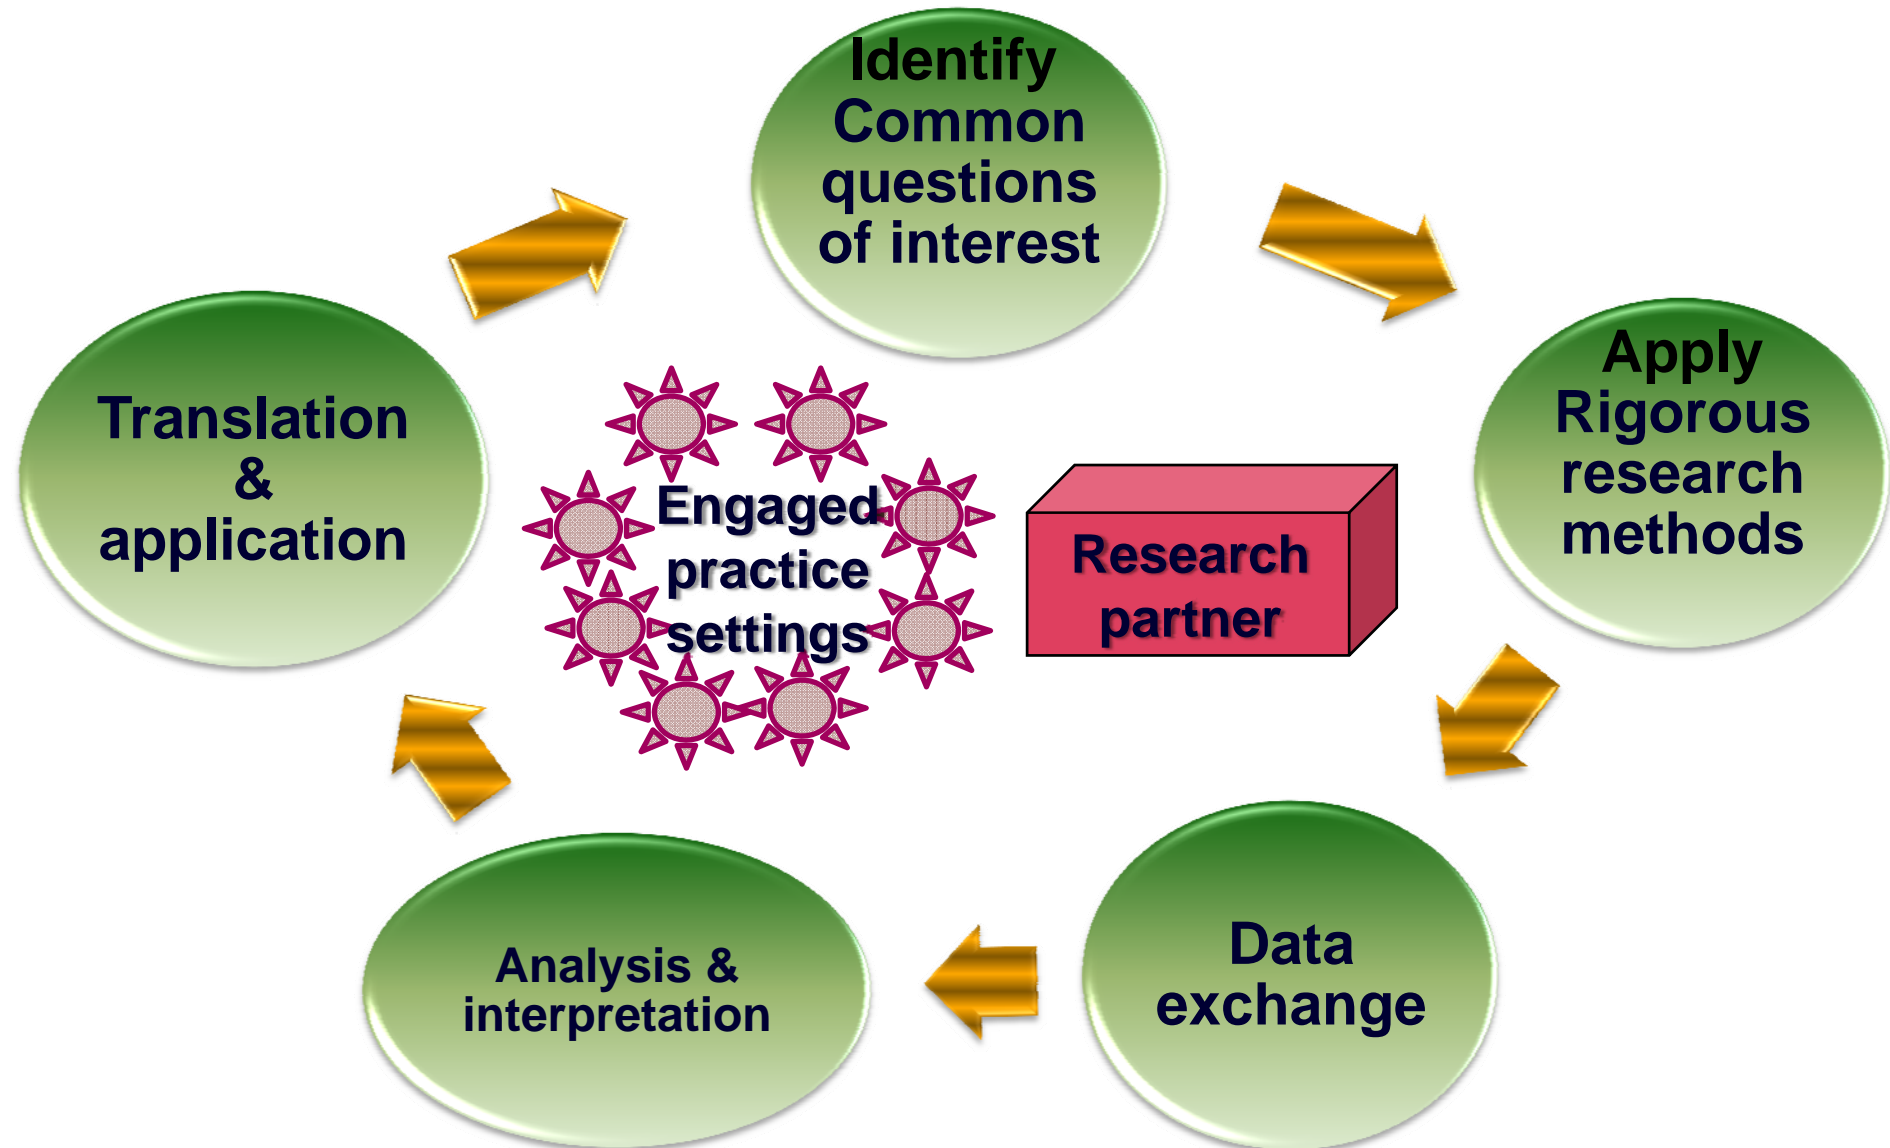 Identify
Common
questions
of interest
Apply
Rigorous
research
methods
Data
exchange
Analysis &
interpretation
Translation
&
application
Engaged
practice
settings
Research
partner